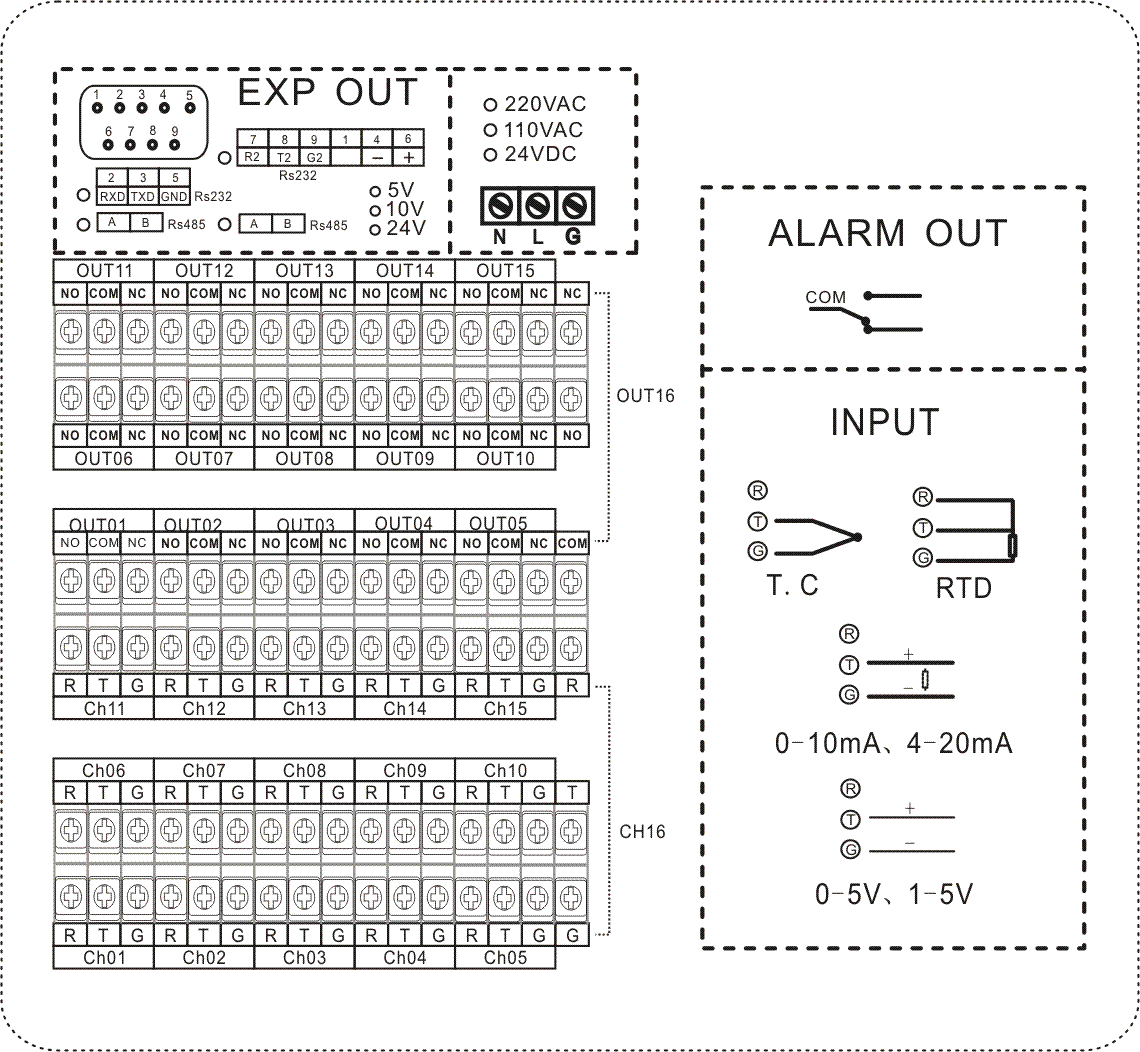 EXP OUT
1 2 3 4 5
6 7 8 9
7 8 9 1 4 6
R2 T2 G2 − +
Rs232
2 3 5
RXD TXD GND Rs232
A B Rs485
A B Rs485
5V
10V
24V
220VAC
110VAC
24VDC
N L G
OUT11 OUT12 OUT13 OUT14 OUT15
NO COM NC NO COM NC NO COM NC NO COM NC NO COM NC NC
NO COM NC NO COM NC NO COM NC NO COM NC NO COM NC NO
OUT06 OUT07 OUT08 OUT09 OUT10
OUT16
OUT01 OUT02 OUT03 OUT04 OUT05
NO COM NC NO COM NC NO COM NC NO COM NC NO COM NC COM
R T G R T G R T G R T G R T G R
Ch11 Ch12 Ch13 Ch14 Ch15
Ch06 Ch07 Ch08 Ch09 Ch10
R T G R T G R T G R T G R T G T
CH16
R T G R T G R T G R T G R T G G
Ch01 Ch02 Ch03 Ch04 Ch05
ALARM OUT
COM
INPUT
R
T
G
T. C
R
T
G
RTD
R
T +
G −
0−10mA、4−20mA
R
T +
G −
0−5V、1−5V